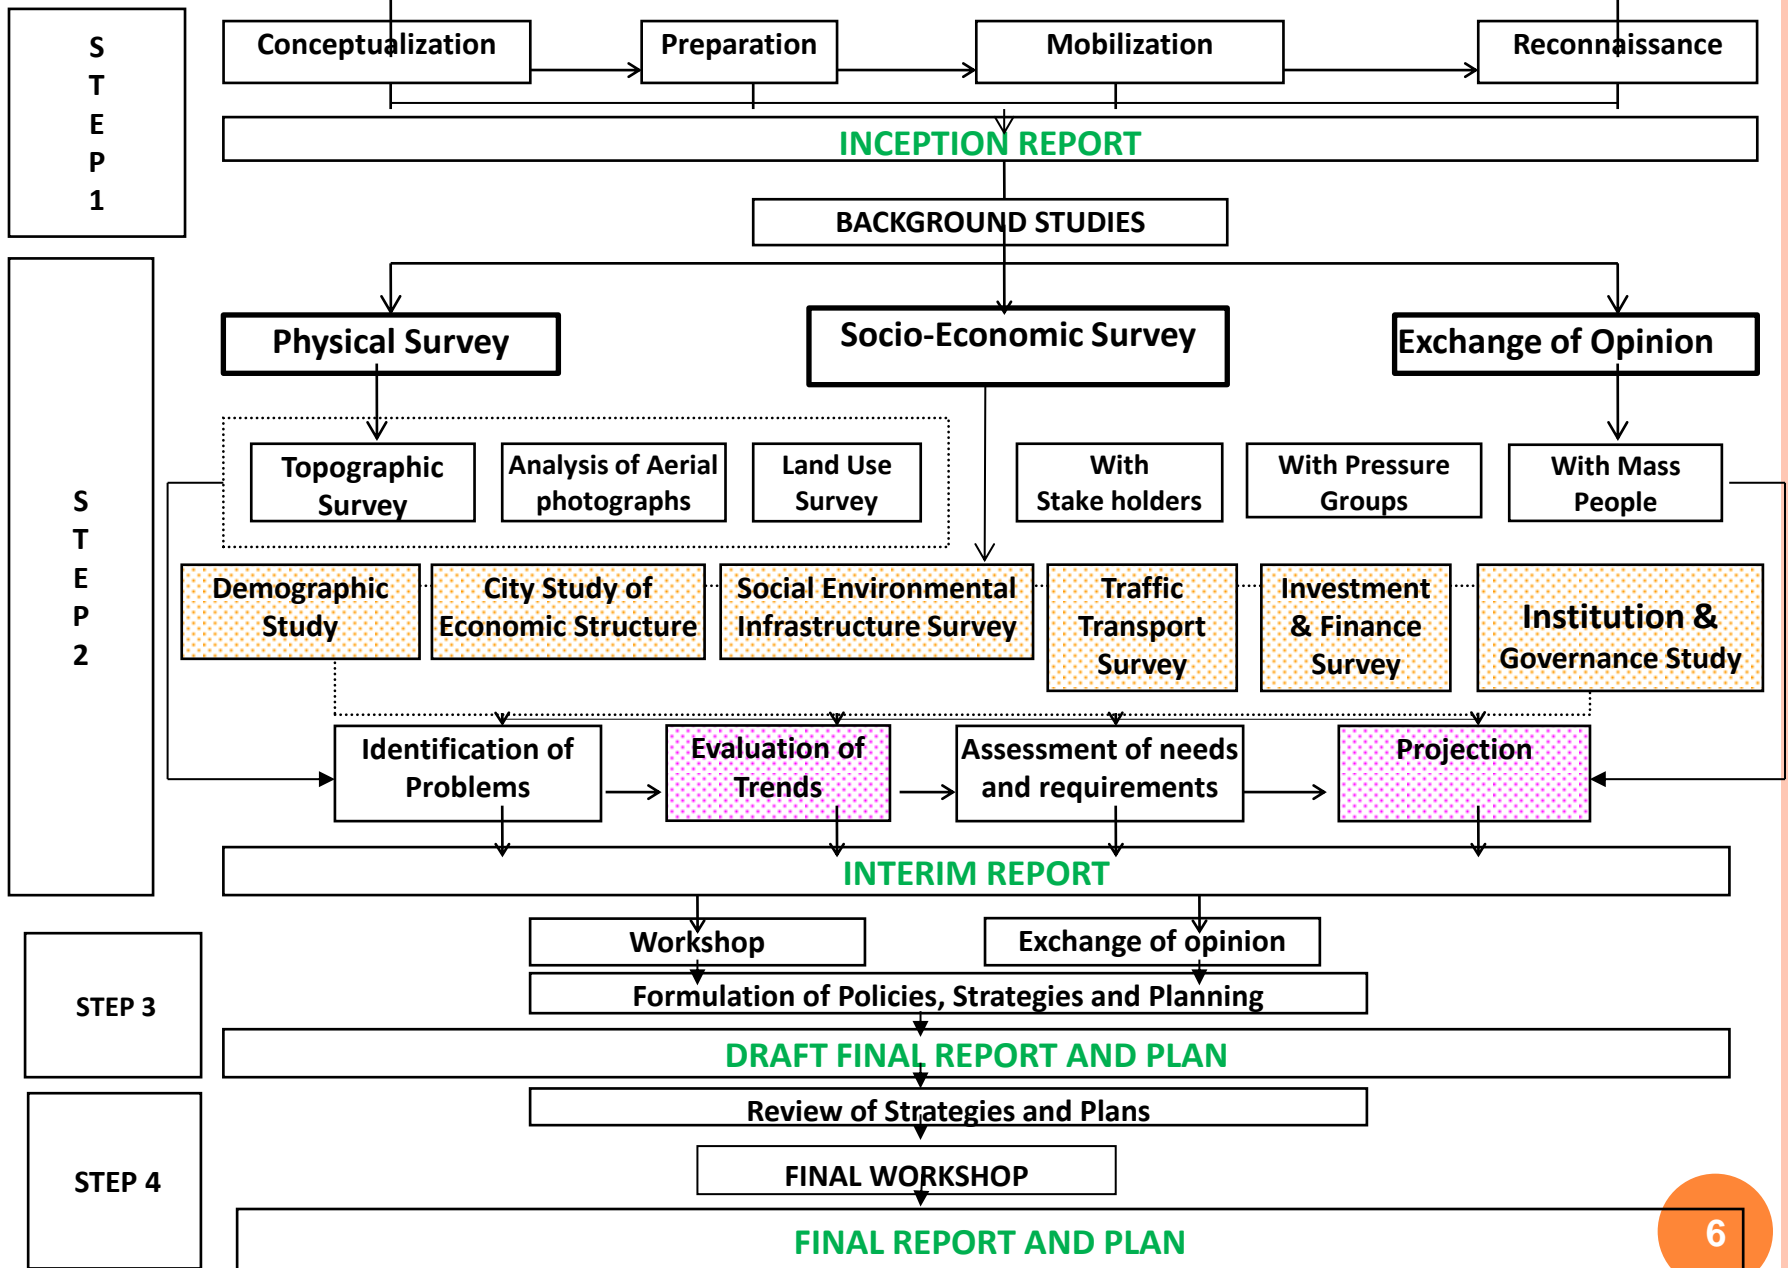 S
T
E
P
1
Conceptualization
Preparation
Mobilization
Reconnaissance
INCEPTION REPORT
BACKGROUND STUDIES
S
T
E
P
2
Physical Survey
Socio-Economic Survey
Exchange of Opinion
Topographic
Survey
Analysis of Aerial
photographs
Land Use
Survey
With
Stake holders
With Pressure
Groups
With Mass
People
Demographic
Study
City Study of
Economic Structure
Social Environmental
Infrastructure Survey
Traffic
Transport
Survey
Investment
& Finance
Survey
Institution &
Governance Study
Identification of
Problems
Evaluation of
Trends
Assessment of needs
and requirements
Projection
INTERIM REPORT
STEP 3
Workshop
Exchange of opinion
Formulation of Policies, Strategies and Planning
DRAFT FINAL REPORT AND PLAN
STEP 4
Review of Strategies and Plans
FINAL WORKSHOP
FINAL REPORT AND PLAN
6